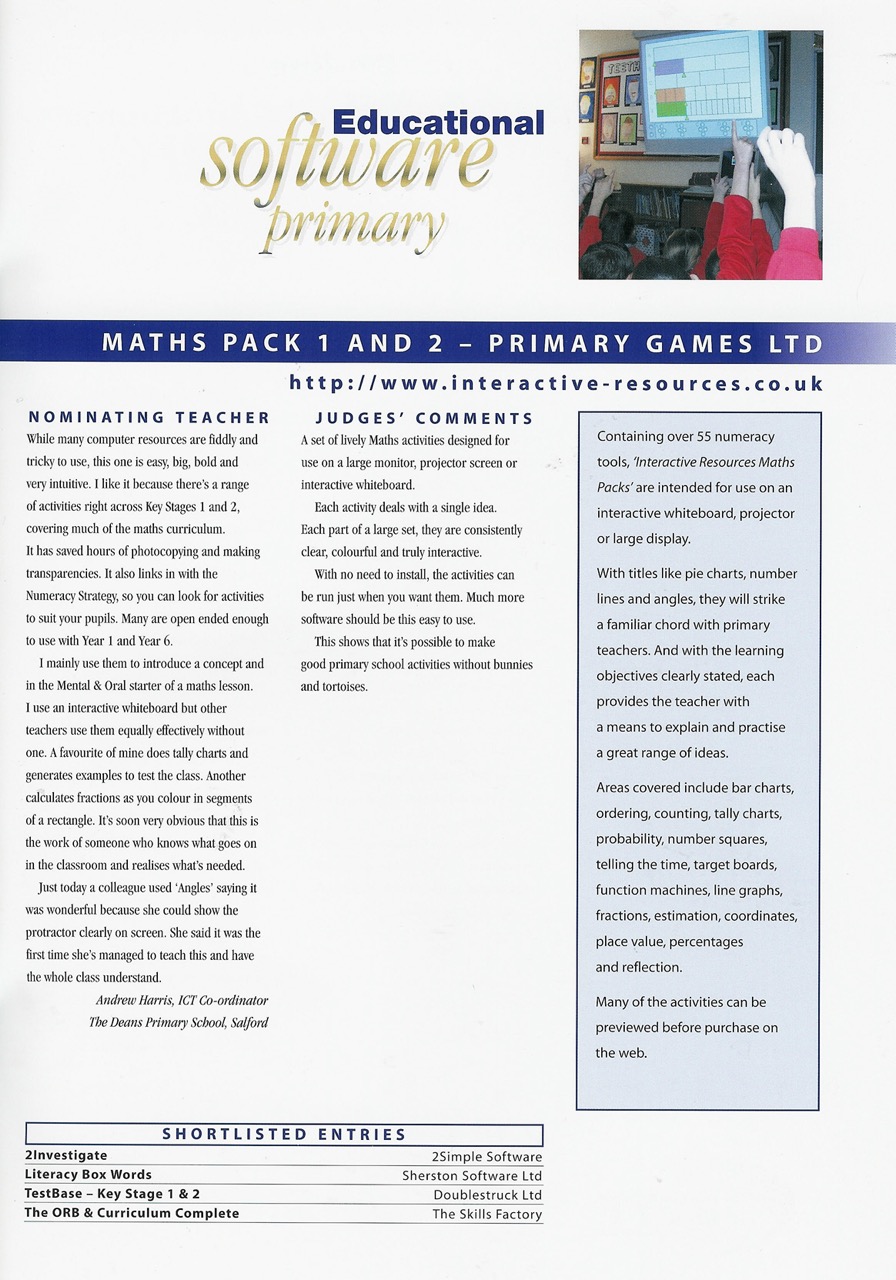 Educational
software
primary
TEETH
MATHS PACK 1 AND 2 – PRIMARY GAMES LTD
http://www.interactive-resources.co.uk
NOMINATING TEACHER
While many computer resources are fiddly and
tricky to use, this one is easy, big, bold and
very intuitive. I like it because there's a range
of activities right across Key Stages 1 and 2,
covering much of the maths curriculum.
It has saved hours of photocopying and making
transparencies. It also links in with the
Numeracy Strategy, so you can look for activities
to suit your pupils. Many are open ended enough
to use with Year 1 and Year 6.
I mainly use them to introduce a concept and
in the Mental & Oral starter of a maths lesson.
I use an interactive whiteboard but other
teachers use them equally effectively without
one. A favourite of mine does tally charts and
generates examples to test the class. Another
calculates fractions as you colour in segments
of a rectangle. It's soon very obvious that this is
the work of someone who knows what goes on
in the classroom and realises what's needed.
Just today a colleague used 'Angles' saying it
was wonderful because she could show the
protractor clearly on screen. She said it was the
first time she's managed to teach this and have
the whole class understand.
Andrew Harris, ICT Co-ordinator
The Deans Primary School, Salford
JUDGES' COMMENTS
A set of lively Maths activities designed for
use on a large monitor, projector screen or
interactive whiteboard.
Each activity deals with a single idea.
Each part of a large set, they are consistently
clear, colourful and truly interactive.
With no need to install, the activities can
be run just when you want them. Much more
software should be this easy to use.
This shows that it's possible to make
good primary school activities without bunnies
and tortoises.
Containing over 55 numeracy
tools, 'Interactive Resources Maths
Packs' are intended for use on an
interactive whiteboard, projector
or large display.
With titles like pie charts, number
lines and angles, they will strike
a familiar chord with primary
teachers. And with the learning
objectives clearly stated, each
provides the teacher with
a means to explain and practise
a great range of ideas.
Areas covered include bar charts,
ordering, counting, tally charts,
probability, number squares,
telling the time, target boards,
function machines, line graphs,
fractions, estimation, coordinates,
place value, percentages
and reflection.
Many of the activities can be
previewed before purchase on
the web.
SHORTLISTED ENTRIES
2Investigate 2Simple Software
Literacy Box Words Sherston Software Ltd
TestBase – Key Stage 1 & 2 Doublestruck Ltd
The ORB & Curriculum Complete The Skills Factory